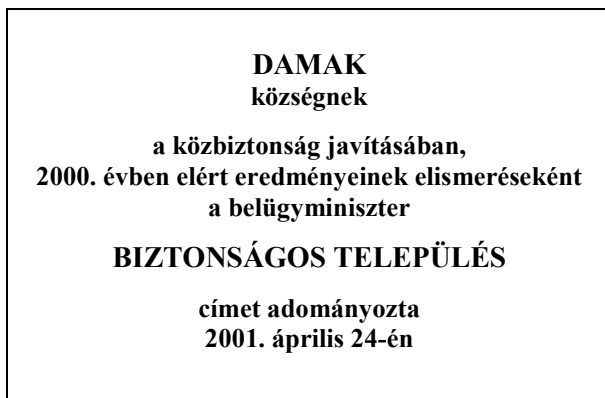 DAMAK
községnek
a közbiztonság javításában,
2000. évben elért eredményeinek elismeréseként
a belügyminiszter
BIZTONSÁGOS TELEPÜLÉS
címet adományozta
2001. április 24-én